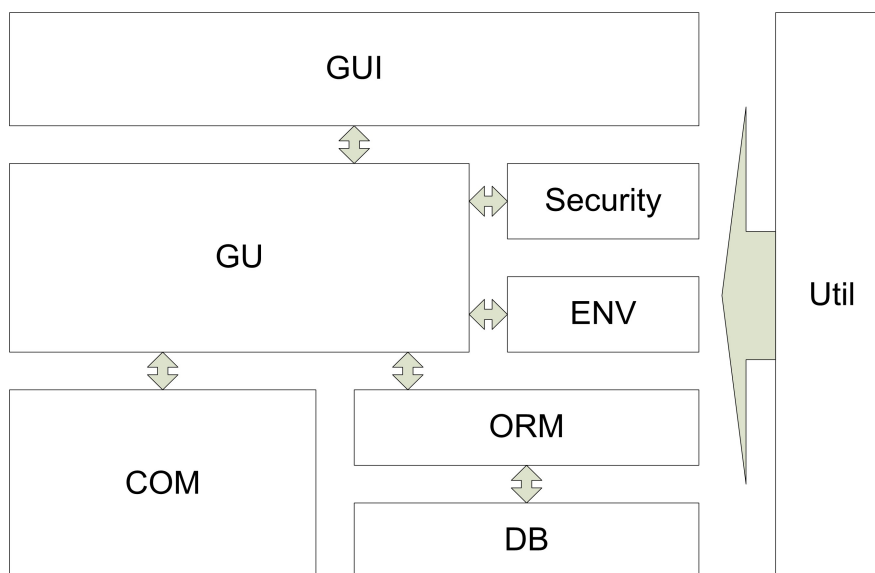 GUI
GU
Security
ENV
Util
COM
ORM
DB